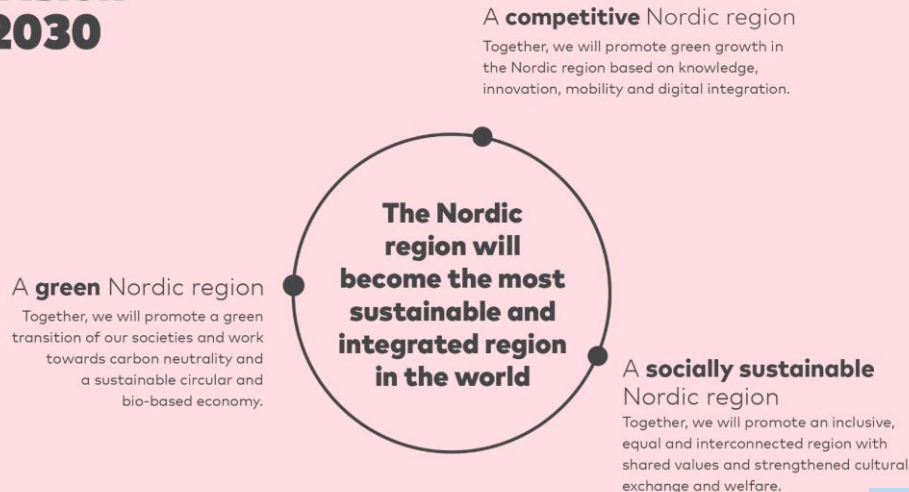 2030
A competitive Nordic region
Together, we will promote green growth in
the Nordic region based on knowledge,
innovation, mobility and digital integration.
The Nordic
region will
become the most
sustainable and
integrated region
in the world
A green Nordic region
Together, we will promote a green
transition of our societies and work
towards carbon neutrality and
a sustainable circular and
bio-based economy.
A socially sustainable
Nordic region
Together, we will promote an inclusive,
equal and interconnected region with
shared values and strengthened cultural
exchange and welfare.